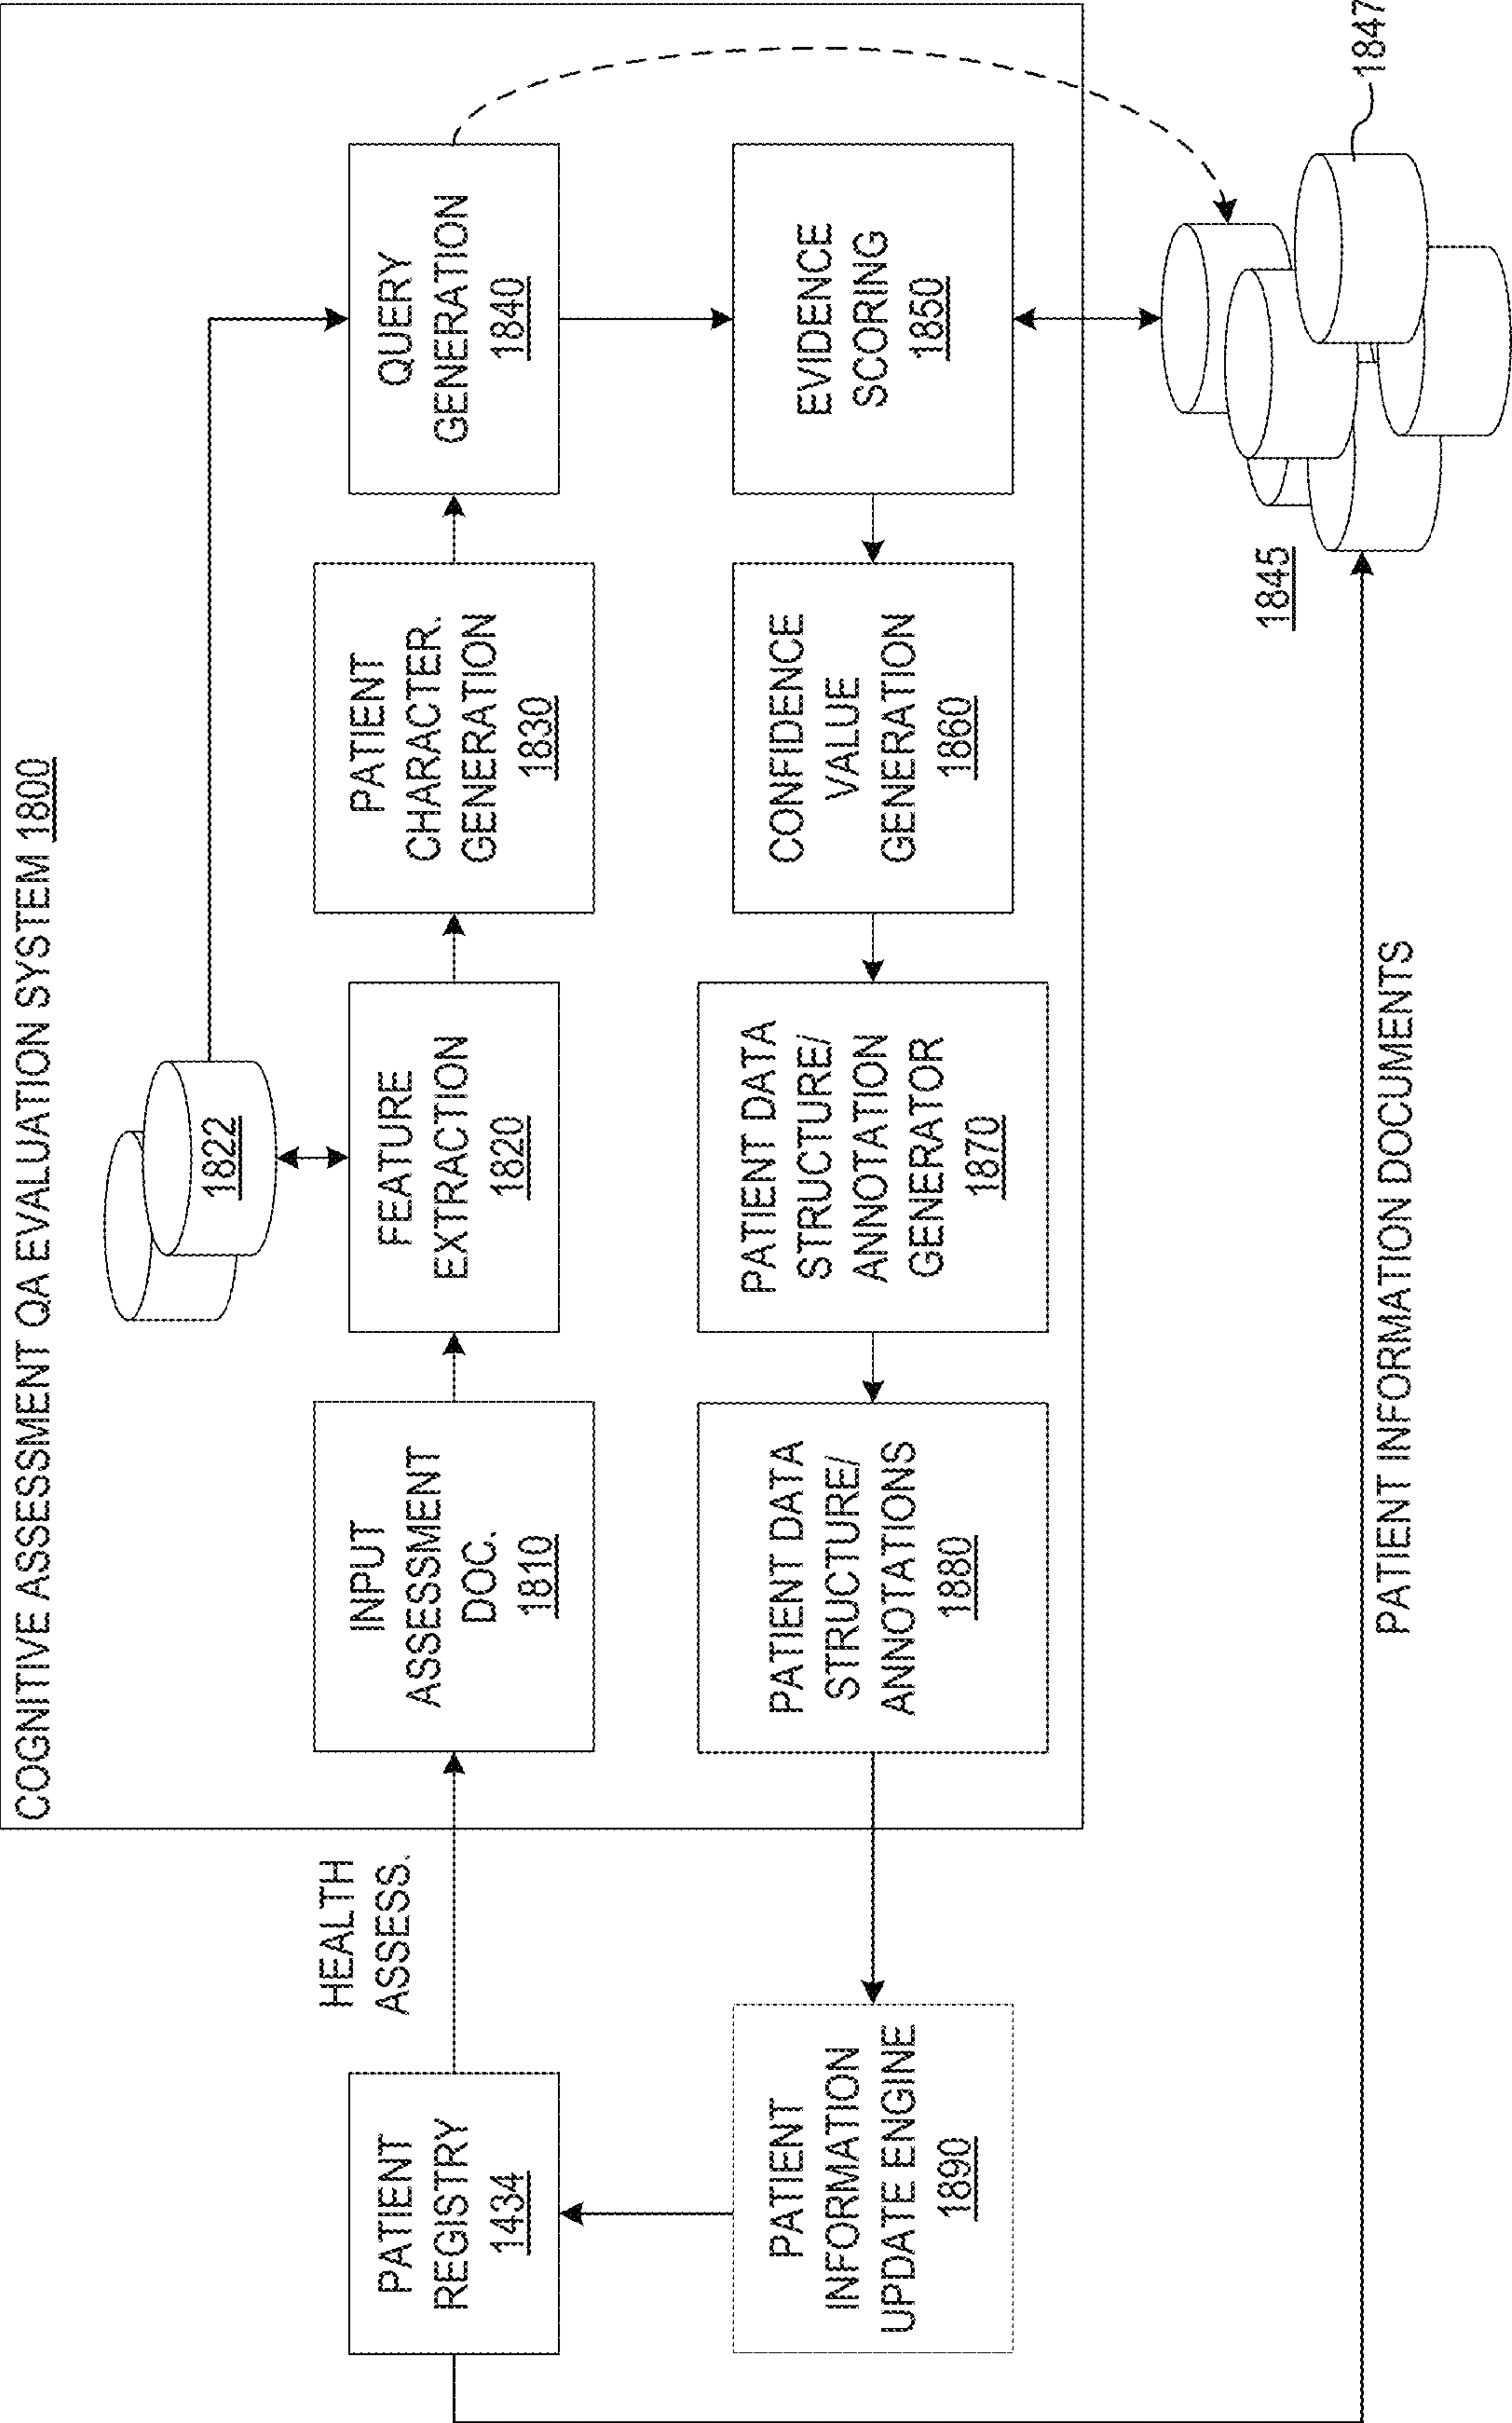 COGNITIVE ASSESSMENT QA EVALUATION SYSTEM 1800
1822
PATIENT
REGISTRY
1434
HEALTH
ASSESS.
INPUT
ASSESSMENT
DOC.
1810
FEATURE
EXTRACTION
1820
PATIENT
CHARACTER.
GENERATION
1830
QUERY
GENERATION
1840
PATIENT
INFORMATION
UPDATE ENGINE
1890
PATIENT DATA
STRUCTURE/
ANNOTATIONS
1880
PATIENT DATA
STRUCTURE/
ANNOTATION
GENERATOR
1870
CONFIDENCE
VALUE
GENERATION
1860
EVIDENCE
SCORING
1850
1845
1847
PATIENT INFORMATION DOCUMENTS